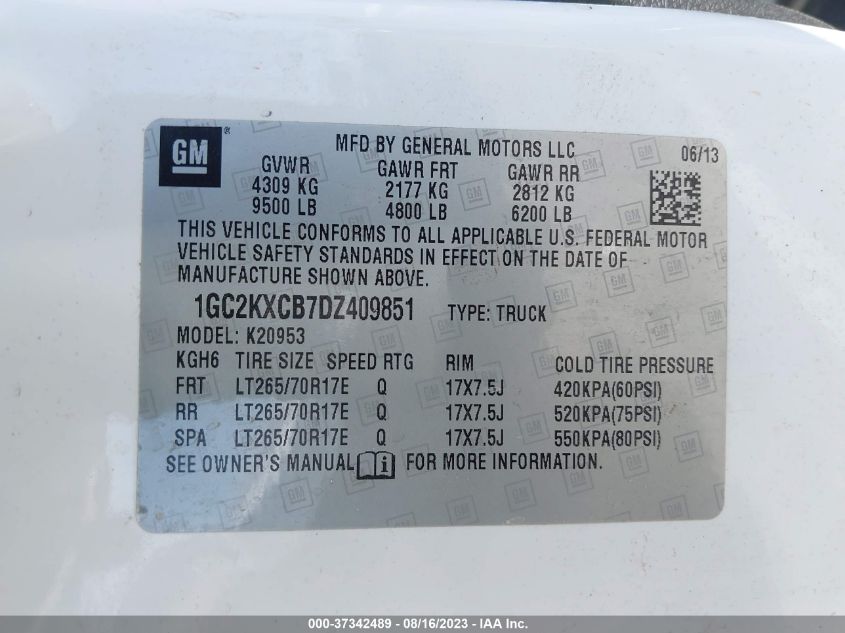 GM ® MFD BY GENERAL MOTORS LLC 06/13
GVWR GAWR FRT GAWR RR
4309 KG 2177 KG 2812 KG
9500 LB 4800 LB 6200 LB
THIS VEHICLE CONFORMS TO ALL APPLICABLE U.S. FEDERAL MOTOR
VEHICLE SAFETY STANDARDS IN EFFECT ON THE DATE OF
MANUFACTURE SHOWN ABOVE.
1GC2KXCB7DZ409851 TYPE: TRUCK
MODEL: K20953
KGH6 TIRE SIZE SPEED RTG RIM COLD TIRE PRESSURE
FRT LT265/70R17E Q 17X7.5J 420KPA(60PSI)
RR LT265/70R17E Q 17X7.5J 520KPA(75PSI)
SPA LT265/70R17E Q 17X7.5J 550KPA(80PSI)
SEE OWNER'S MANUAL i FOR MORE INFORMATION.
000-37342489 - 08/16/2023 - IAA Inc.